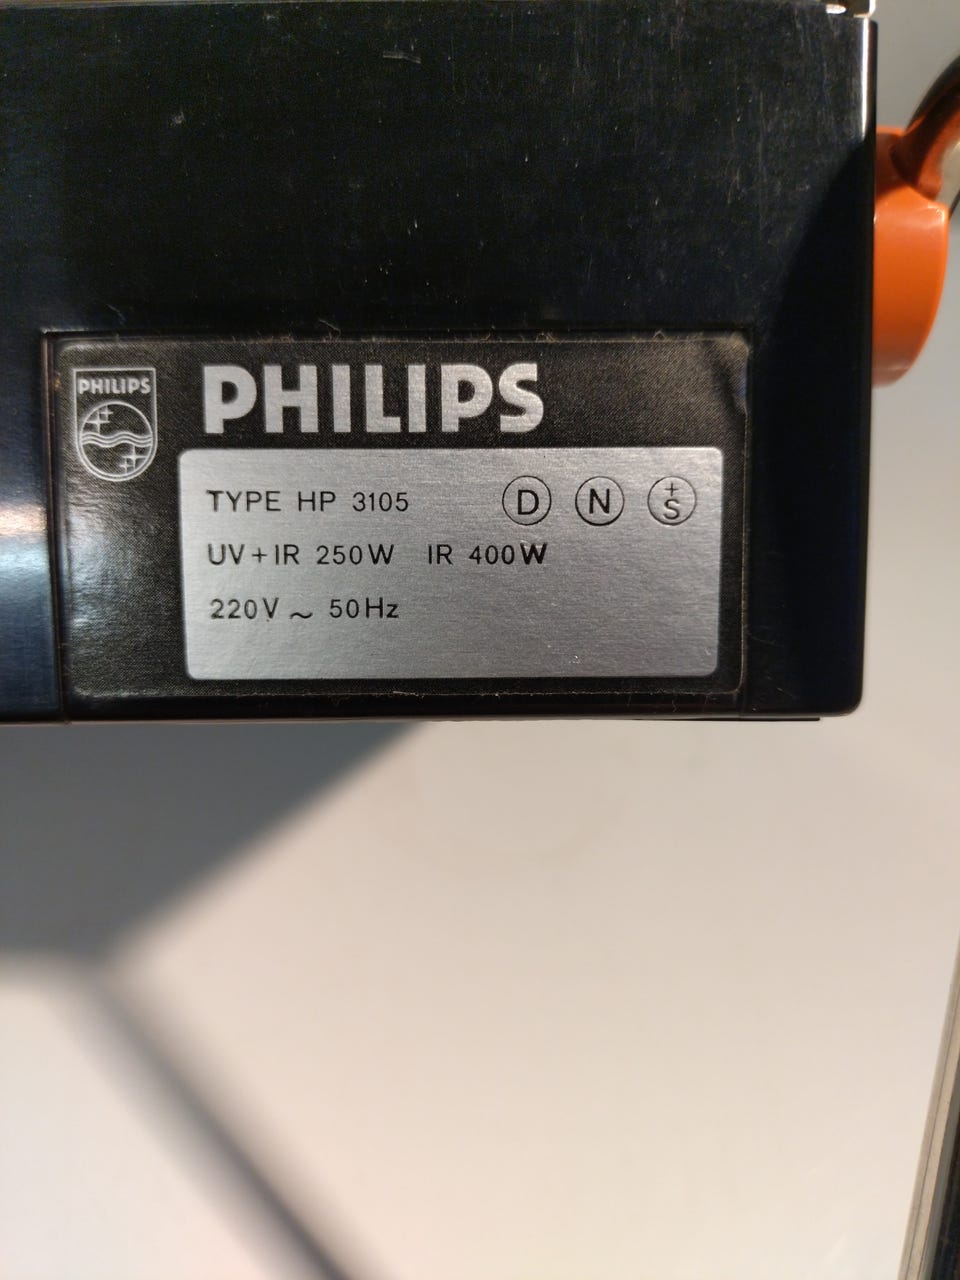 PHILIPS
PHILIPS
TYPE HP 3105 D N +S
UV+IR 250W IR 400W
220V ~ 50Hz